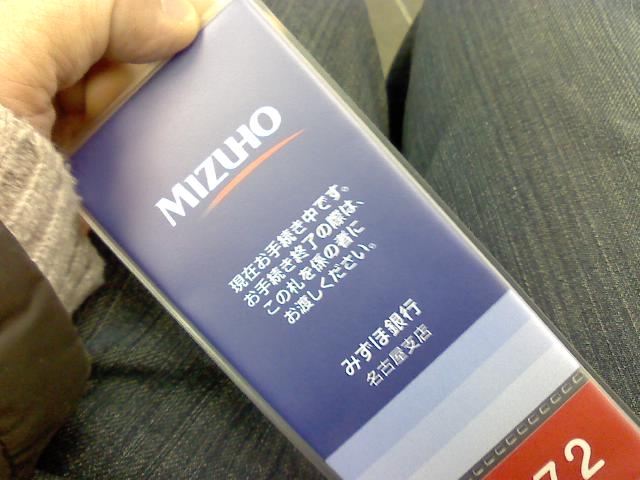 MIZUHO
現在お手続き中です。
お手続き終了の際は、
この札を係の者に
お渡しください。
みずほ銀行
名古屋支店
72